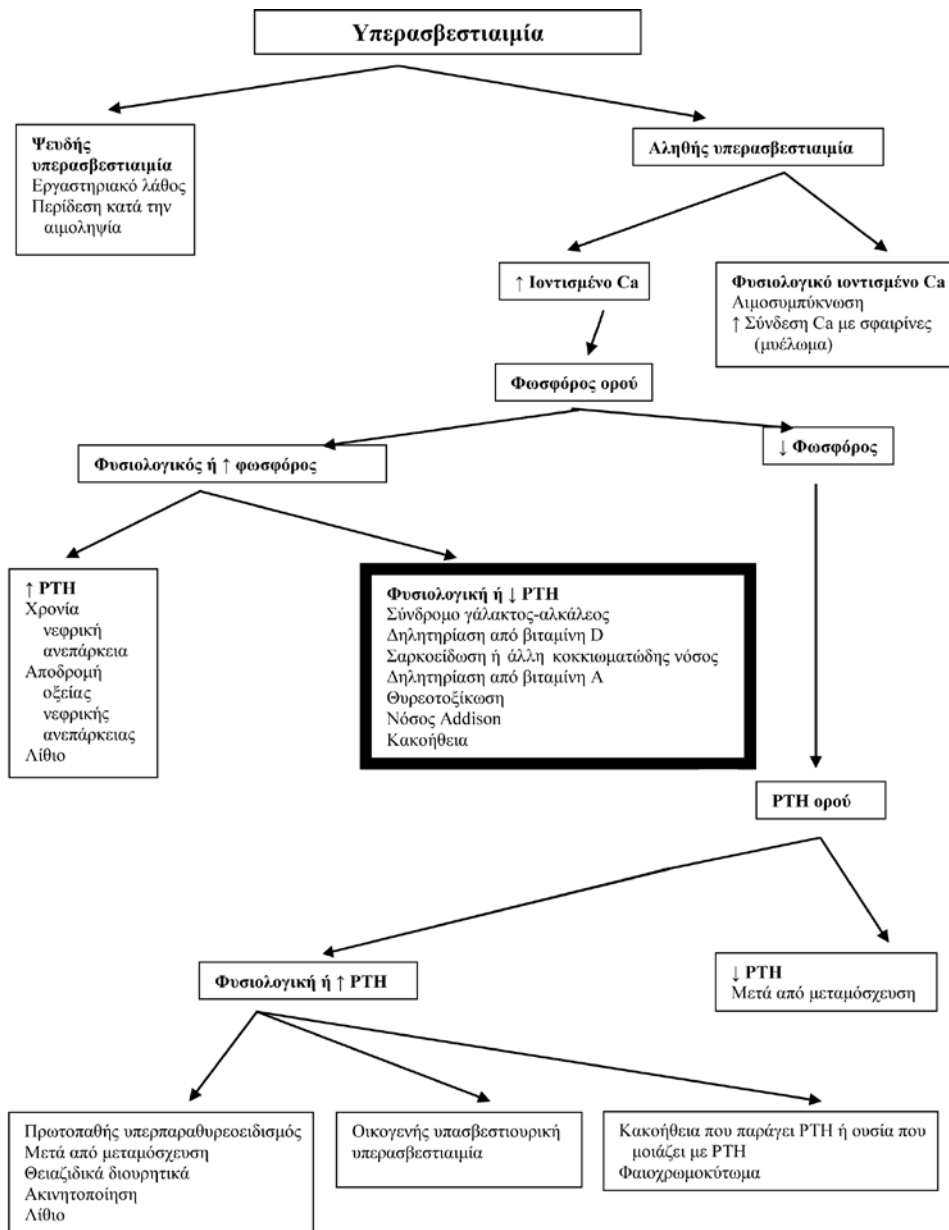 Υπερασβεστιαιμία
Ψευδής
υπερασβεστιαιμία
Εργαστηριακό λάθος
Περίδεση κατά την
αιμοληψία
Αληθής υπερασβεστιαιμία
↑ Ιοντισμένο Ca
Φυσιολογικό ιοντισμένο Ca
Αιμοσυμπύκνωση
↑ Σύνδεση Ca με σφαιρίνες
(μυέλωμα)
Φωσφόρος ορού
Φυσιολογικός ή ↑ φωσφόρος
↓ Φωσφόρος
↑ PTH
Χρονία
νεφρική
ανεπάρκεια
Αποδρομή
οξείας
νεφρικής
ανεπάρκειας
Λίθιο
Φυσιολογική ή ↓ PTH
Σύνδρομο γάλακτος-αλκάλεος
Δηλητηρίαση από βιταμίνη D
Σαρκοείδωση ή άλλη κοκκιωματώδης νόσος
Δηλητηρίαση από βιταμίνη Α
Θυρεοτοξίκωση
Νόσος Addison
Κακοήθεια
PTH ορού
Φυσιολογική ή ↑ PTH
↓ PTH
Μετά από μεταμόσχευση
Πρωτοπαθής υπερπαραθυρεοειδισμός
Μετά από μεταμόσχευση
Θειαζιδικά διουρητικά
Ακινητοποίηση
Λίθιο
Οικογενής υπασβεστιουρική
υπερασβεστιαιμία
Κακοήθεια που παράγει PTH ή ουσία που
μοιάζει με PTH
Φαιοχρωμοκύτωμα